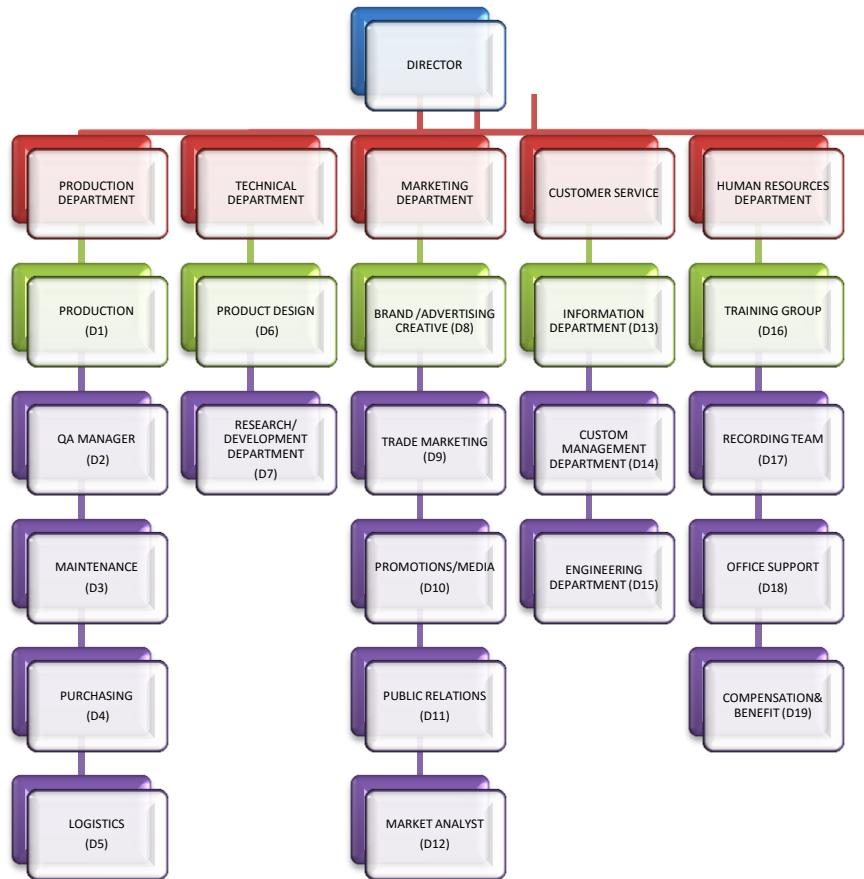 DIRECTOR
PRODUCTION
DEPARTMENT
TECHNICAL
DEPARTMENT
MARKETING
DEPARTMENT
CUSTOMER SERVICE
HUMAN RESOURCES
DEPARTMENT
PRODUCTION
(D1)
PRODUCT DESIGN
(D6)
BRAND /ADVERTISING
CREATIVE (D8)
INFORMATION
DEPARTMENT (D13)
TRAINING GROUP
(D16)
QA MANAGER
(D2)
RESEARCH/
DEVELOPMENT
DEPARTMENT
(D7)
TRADE MARKETING
(D9)
CUSTOM
MANAGEMENT
DEPARTMENT (D14)
RECORDING TEAM
(D17)
MAINTENANCE
(D3)
PROMOTIONS/MEDIA
(D10)
ENGINEERING
DEPARTMENT (D15)
OFFICE SUPPORT
(D18)
PURCHASING
(D4)
PUBLIC RELATIONS
(D11)
COMPENSATION&
BENEFIT (D19)
LOGISTICS
(D5)
MARKET ANALYST
(D12)